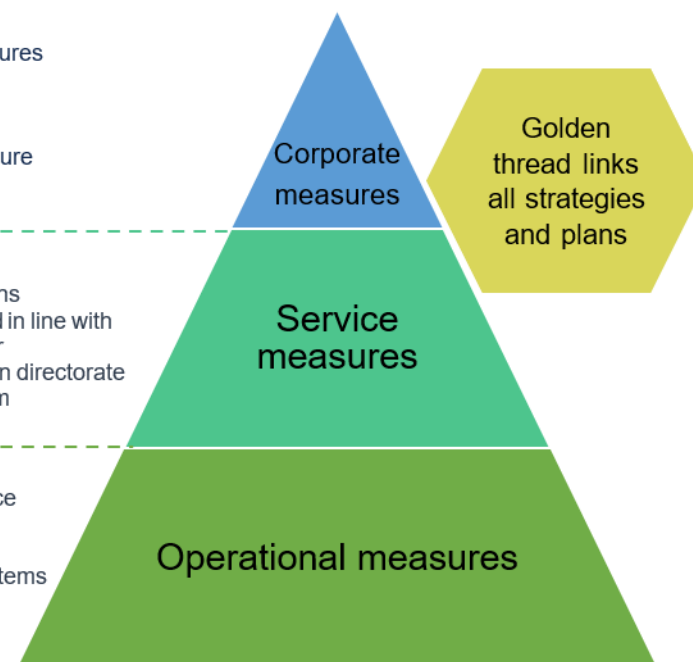 ures
ure
ns
in line with
r
n directorate
m
ce
tems
Corporate
measures
Service
measures
Operational measures
Golden
thread links
all strategies
and plans